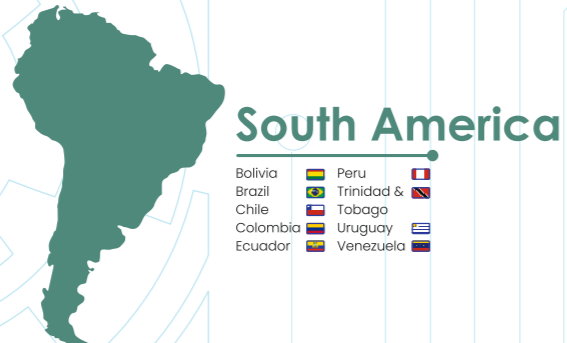 South America
Bolivia
Brazil
Chile
Colombia
Ecuador
Peru
Trinidad &
Tobago
Uruguay
Venezuela